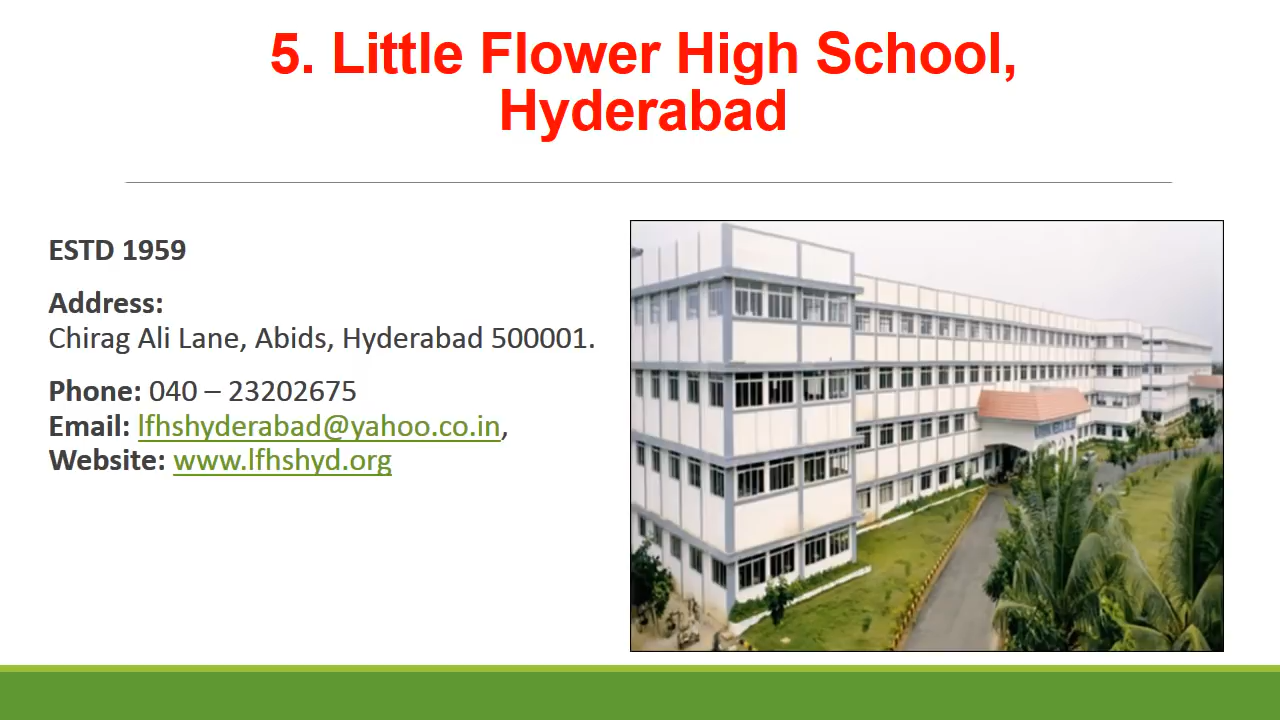 5. Little Flower High School,
Hyderabad
ESTD 1959
Address:
Chirag Ali Lane, Abids, Hyderabad 500001.
Phone: 040 – 23202675
Email: lfhshyderabad@yahoo.co.in,
Website: www.lfhshyd.org